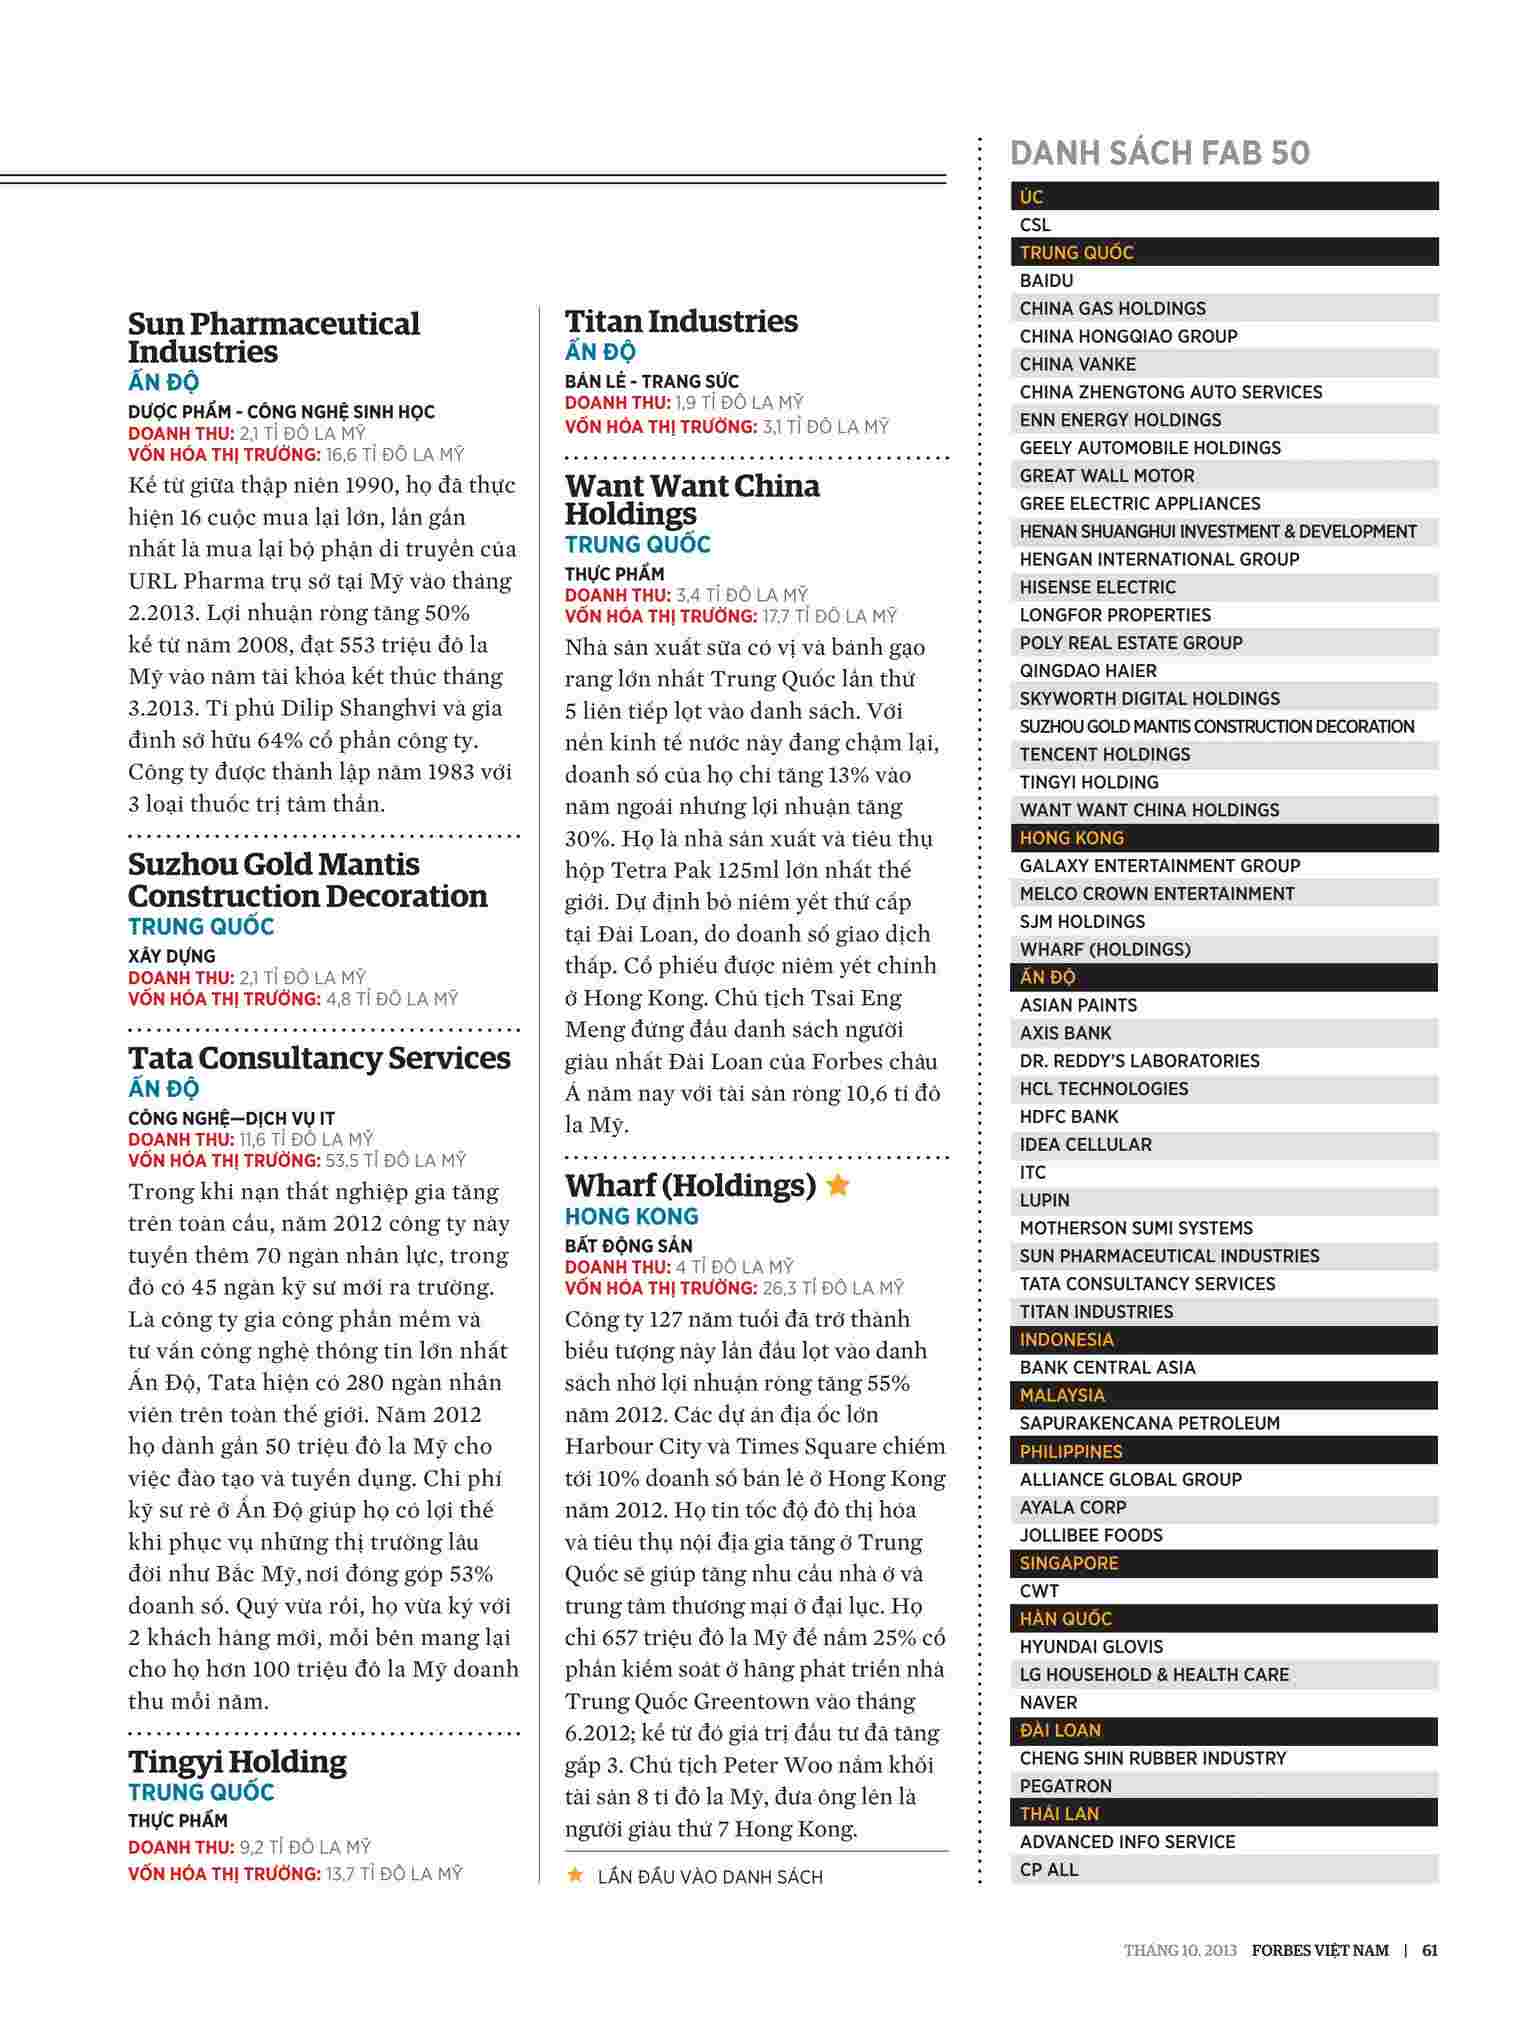 Sun Pharmaceutical
Industries
ẤN ĐỘ
DƯỢC PHẨM - CÔNG NGHỆ SINH HỌC
DOANH THU: 2,1 TỈ ĐÔ LA MỸ
VỐN HÓA THỊ TRƯỜNG: 16,6 TỈ ĐÔ LA MỸ
Kể từ giữa thập niên 1990, họ đã thực
hiện 16 cuộc mua lại lớn, lần gần
nhất là mua lại bộ phận di truyền của
URL Pharma trụ sở tại Mỹ vào tháng
2.2013. Lợi nhuận ròng tăng 50%
kể từ năm 2008, đạt 553 triệu đô la
Mỹ vào năm tài khóa kết thúc tháng
3.2013. Tỉ phú Dilip Shanghvi và gia
đình sở hữu 64% cổ phần công ty.
Công ty được thành lập năm 1983 với
3 loại thuốc trị tâm thần.
Suzhou Gold Mantis
Construction Decoration
TRUNG QUỐC
XÂY DỰNG
DOANH THU: 2,1 TỈ ĐÔ LA MỸ
VỐN HÓA THỊ TRƯỜNG: 4,8 TỈ ĐÔ LA MỸ
Tata Consultancy Services
ẤN ĐỘ
CÔNG NGHỆ—DỊCH VỤ IT
DOANH THU: 11,6 TỈ ĐÔ LA MỸ
VỐN HÓA THỊ TRƯỜNG: 53,5 TỈ ĐÔ LA MỸ
Trong khi nạn thất nghiệp gia tăng
trên toàn cầu, năm 2012 công ty này
tuyển thêm 70 ngàn nhân lực, trong
đó có 45 ngàn kỹ sư mới ra trường.
Là công ty gia công phần mềm và
tư vấn công nghệ thông tin lớn nhất
Ấn Độ, Tata hiện có 280 ngàn nhân
viên trên toàn thế giới. Năm 2012
họ dành gần 50 triệu đô la Mỹ cho
việc đào tạo và tuyển dụng. Chi phí
kỹ sư rẻ ở Ấn Độ giúp họ có lợi thế
khi phục vụ những thị trường lâu
đời như Bắc Mỹ, nơi đóng góp 53%
doanh số. Quý vừa rồi, họ vừa ký với
2 khách hàng mới, mỗi bên mang lại
cho họ hơn 100 triệu đô la Mỹ doanh
thu mỗi năm.
Tingyi Holding
TRUNG QUỐC
THỰC PHẨM
DOANH THU: 9,2 TỈ ĐÔ LA MỸ
VỐN HÓA THỊ TRƯỜNG: 13,7 TỈ ĐÔ LA MỸ
Titan Industries
ẤN ĐỘ
BÁN LẺ - TRANG SỨC
DOANH THU: 1,9 TỈ ĐÔ LA MỸ
VỐN HÓA THỊ TRƯỜNG: 3,1 TỈ ĐÔ LA MỸ
Want Want China
Holdings
TRUNG QUỐC
THỰC PHẨM
DOANH THU: 3,4 TỈ ĐÔ LA MỸ
VỐN HÓA THỊ TRƯỜNG: 17,7 TỈ ĐÔ LA MỸ
Nhà sản xuất sữa có vị và bánh gạo
rang lớn nhất Trung Quốc lần thứ
5 liên tiếp lọt vào danh sách. Với
nền kinh tế nước này đang chậm lại,
doanh số của họ chỉ tăng 13% vào
năm ngoái nhưng lợi nhuận tăng
30%. Họ là nhà sản xuất và tiêu thụ
hộp Tetra Pak 125ml lớn nhất thế
giới. Dự định bỏ niêm yết thứ cấp
tại Đài Loan, do doanh số giao dịch
thấp. Cổ phiếu được niêm yết chính
ở Hong Kong. Chủ tịch Tsai Eng
Meng đứng đầu danh sách người
giàu nhất Đài Loan của Forbes châu
Á năm nay với tài sản ròng 10,6 tỉ đô
la Mỹ.
Wharf (Holdings)
HONG KONG
BẤT ĐỘNG SẢN
DOANH THU: 4 TỈ ĐÔ LA MỸ
VỐN HÓA THỊ TRƯỜNG: 26,3 TỈ ĐÔ LA MỸ
Công ty 127 năm tuổi đã trở thành
biểu tượng này lần đầu lọt vào danh
sách nhờ lợi nhuận ròng tăng 55%
năm 2012. Các dự án địa ốc lớn
Harbour City và Times Square chiếm
tới 10% doanh số bán lẻ ở Hong Kong
năm 2012. Họ tin tốc độ đô thị hóa
và tiêu thụ nội địa gia tăng ở Trung
Quốc sẽ giúp tăng nhu cầu nhà ở và
trung tâm thương mại ở đại lục. Họ
chi 657 triệu đô la Mỹ để nắm 25% cổ
phần kiểm soát ở hãng phát triển nhà
Trung Quốc Greentown vào tháng
6.2012; kể từ đó giá trị đầu tư đã tăng
gấp 3. Chủ tịch Peter Woo nắm khối
tài sản 8 tỉ đô la Mỹ, đưa ông lên là
người giàu thứ 7 Hong Kong.
LẦN ĐẦU VÀO DANH SÁCH
DANH SÁCH FAB 50
ÚC
CSL
TRUNG QUỐC
BAIDU
CHINA GAS HOLDINGS
CHINA HONGQIAO GROUP
CHINA VANKE
CHINA ZHENGTONG AUTO SERVICES
ENN ENERGY HOLDINGS
GEELY AUTOMOBILE HOLDINGS
GREAT WALL MOTOR
GREE ELECTRIC APPLIANCES
HENAN SHUANGHUI INVESTMENT & DEVELOPMENT
HENGAN INTERNATIONAL GROUP
HISENSE ELECTRIC
LONGFOR PROPERTIES
POLY REAL ESTATE GROUP
QINGDAO HAIER
SKYWORTH DIGITAL HOLDINGS
SUZHOU GOLD MANTIS CONSTRUCTION DECORATION
TENCENT HOLDINGS
TINGYI HOLDING
WANT WANT CHINA HOLDINGS
HONG KONG
GALAXY ENTERTAINMENT GROUP
MELCO CROWN ENTERTAINMENT
SJM HOLDINGS
WHARF (HOLDINGS)
ẤN ĐỘ
ASIAN PAINTS
AXIS BANK
DR. REDDY'S LABORATORIES
HCL TECHNOLOGIES
HDFC BANK
IDEA CELLULAR
ITC
LUPIN
MOTHERSON SUMI SYSTEMS
SUN PHARMACEUTICAL INDUSTRIES
TATA CONSULTANCY SERVICES
TITAN INDUSTRIES
INDONESIA
BANK CENTRAL ASIA
MALAYSIA
SAPURAKENCANA PETROLEUM
PHILIPPINES
ALLIANCE GLOBAL GROUP
AYALA CORP
JOLLIBEE FOODS
SINGAPORE
CWT
HÀN QUỐC
HYUNDAI GLOVIS
LG HOUSEHOLD & HEALTH CARE
NAVER
ĐÀI LOAN
CHENG SHIN RUBBER INDUSTRY
PEGATRON
THÁI LAN
ADVANCED INFO SERVICE
CP ALL
THÁNG 10. 2013 FORBES VIỆT NAM | 61